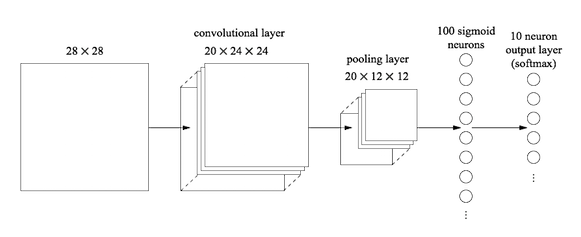 28 × 28
convolutional layer
20 × 24 × 24
pooling layer
20 × 12 × 12
100 sigmoid
neurons
10 neuron
output layer
(softmax)